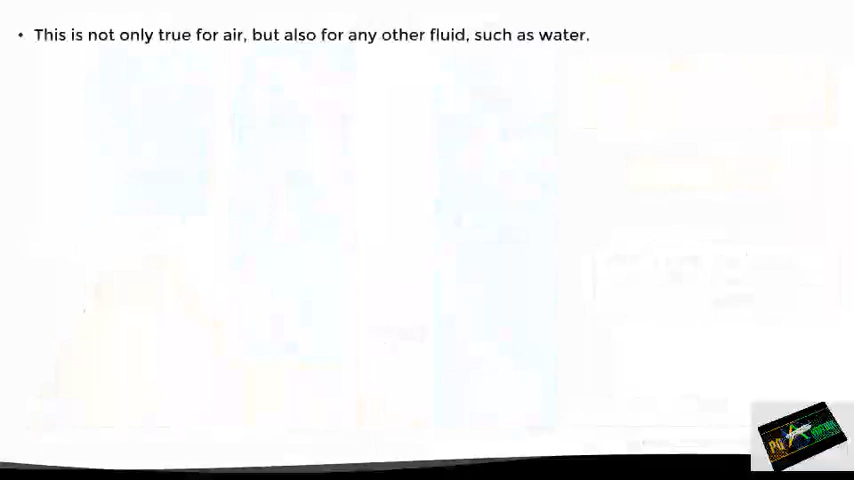 • This is not only true for air, but also for any other fluid, such as water.